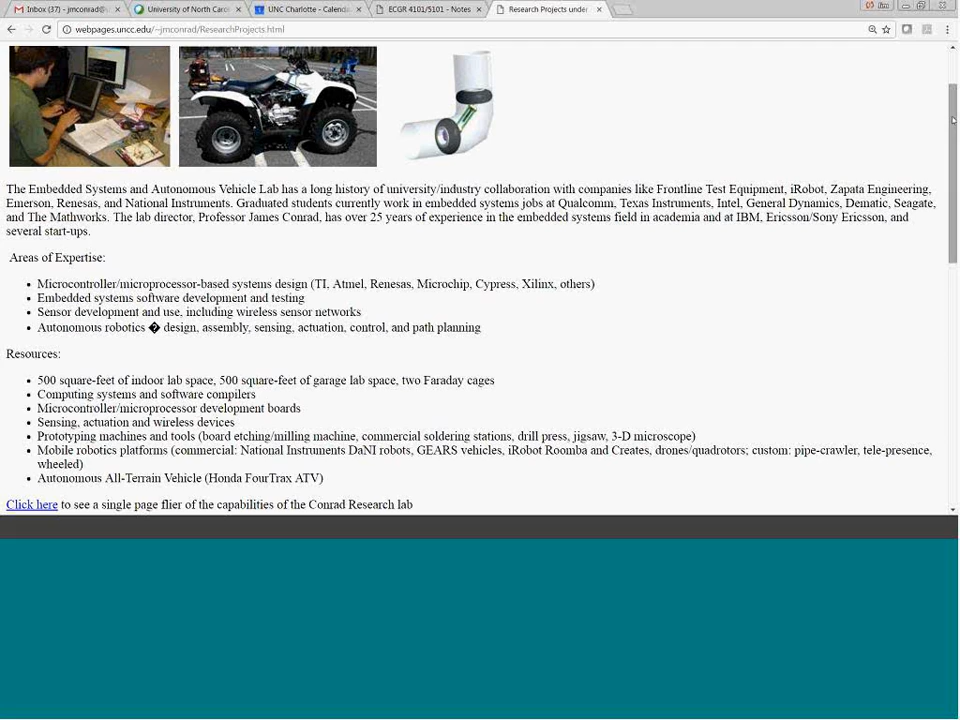 Inbox (37) - jmconrad@
University of North Caro
UNC Charlotte - Calenda
ECGR 4101/5101 - Notes
Research Projects under
webpages.uncc.edu/~jmconrad/ResearchProjects.html
The Embedded Systems and Autonomous Vehicle Lab has a long history of university/industry collaboration with companies like Frontline Test Equipment, iRobot, Zapata Engineering,
Emerson, Renesas, and National Instruments. Graduated students currently work in embedded systems jobs at Qualcomm, Texas Instruments, Intel, General Dynamics, Dematic, Seagate,
and The Mathworks. The lab director, Professor James Conrad, has over 25 years of experience in the embedded systems field in academia and at IBM, Ericsson/Sony Ericsson, and
several start-ups.
Areas of Expertise:
• Microcontroller/microprocessor-based systems design (TI, Atmel, Renesas, Microchip, Cypress, Xilinx, others)
• Embedded systems software development and testing
• Sensor development and use, including wireless sensor networks
• Autonomous robotics � design, assembly, sensing, actuation, control, and path planning
Resources:
• 500 square-feet of indoor lab space, 500 square-feet of garage lab space, two Faraday cages
• Computing systems and software compilers
• Microcontroller/microprocessor development boards
• Sensing, actuation and wireless devices
• Prototyping machines and tools (board etching/milling machine, commercial soldering stations, drill press, jigsaw, 3-D microscope)
• Mobile robotics platforms (commercial: National Instruments DaNI robots, GEARS vehicles, iRobot Roomba and Creates, drones/quadrotors; custom: pipe-crawler, tele-presence,
wheeled)
• Autonomous All-Terrain Vehicle (Honda FourTrax ATV)
Click here to see a single page flier of the capabilities of the Conrad Research lab